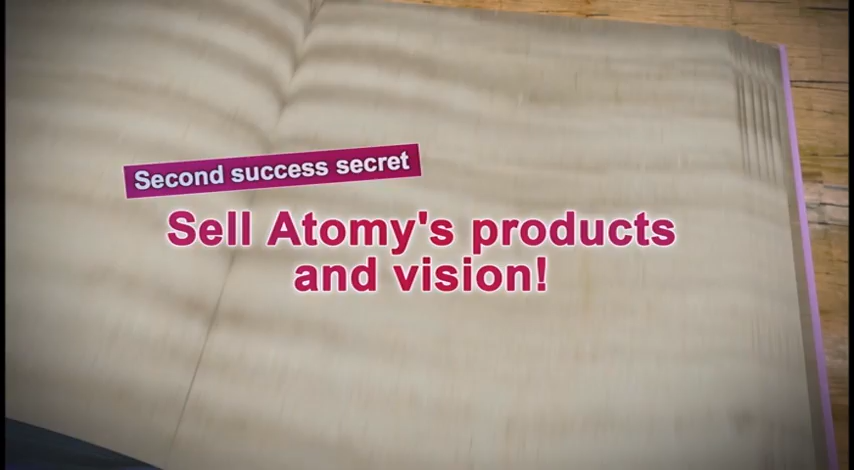 Second success secret
Sell Atomy's products
and vision!